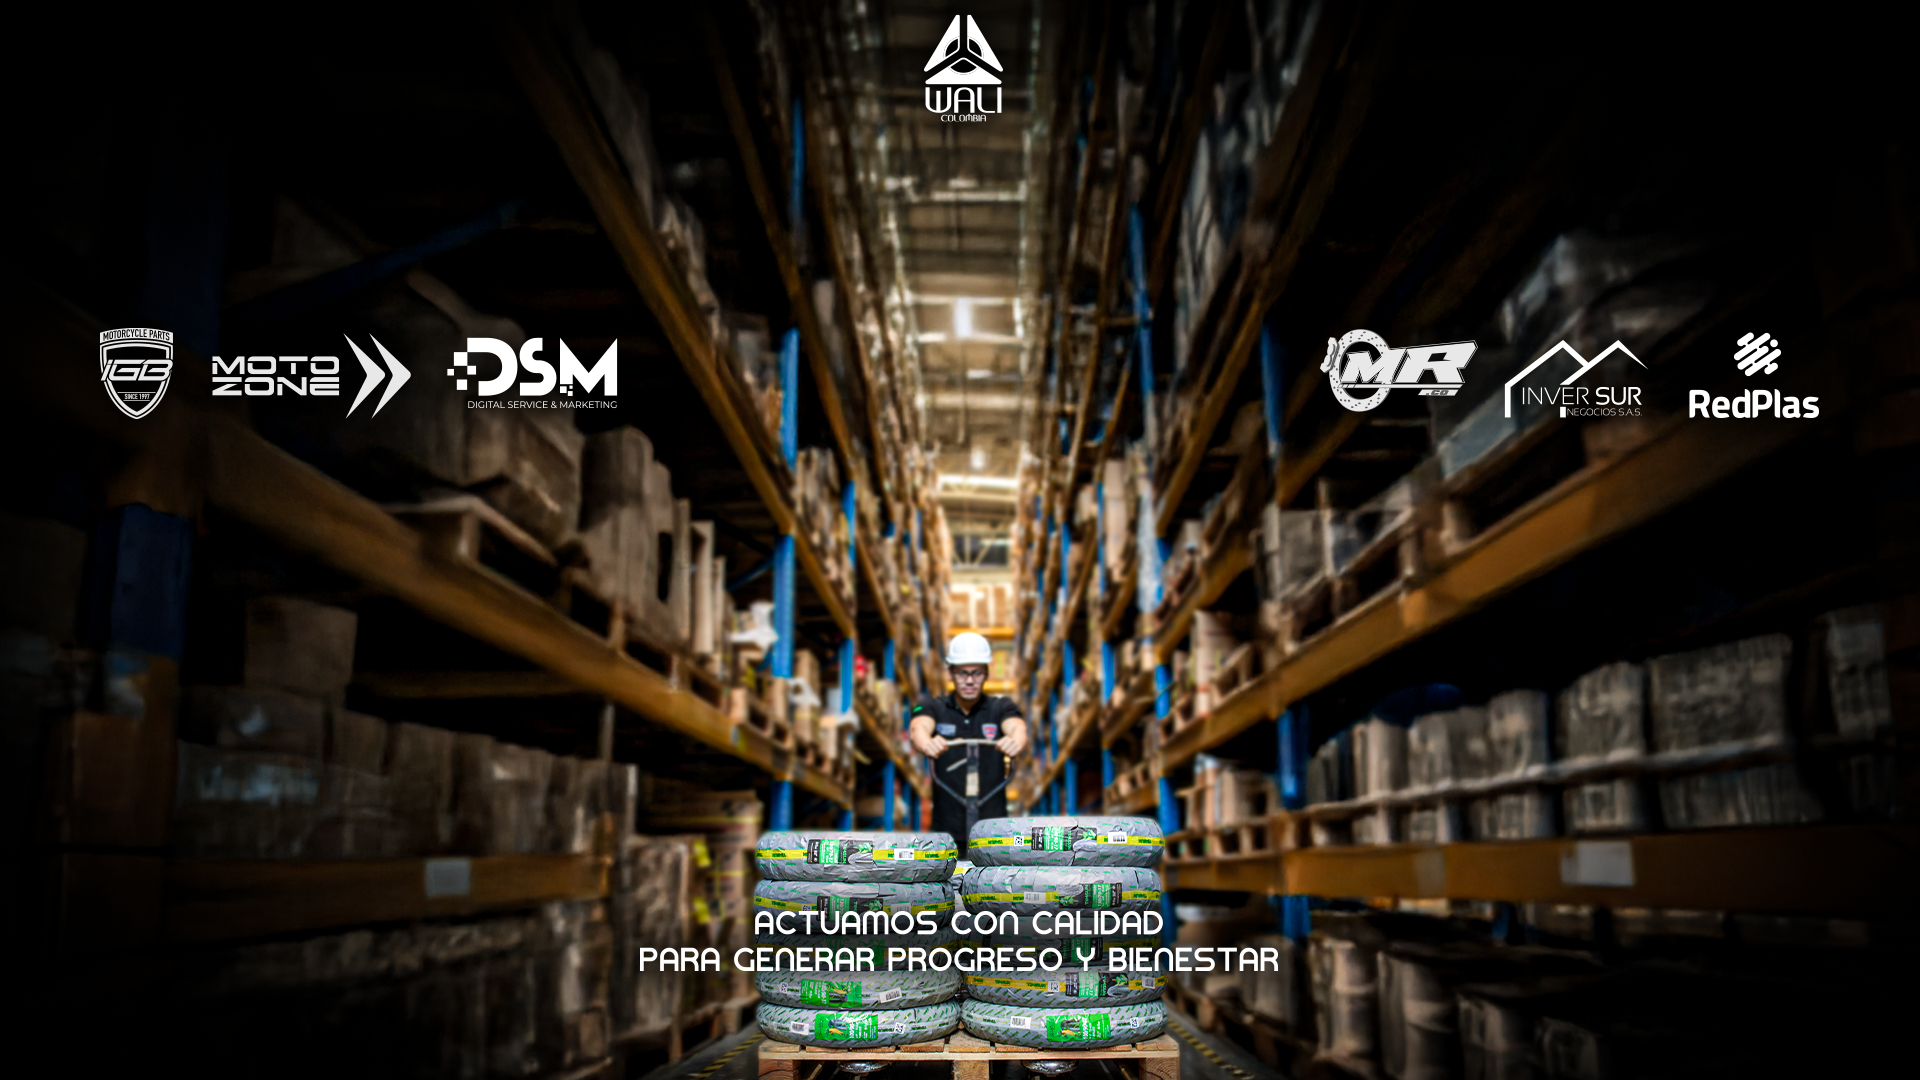 WALI
COLOMBIA
MOTORCYCLE PARTS
IGB
SINCE 1997
MOTO
ZONE
DSM
DIGITAL SERVICE & MARKETING
MR
.CO
INVER SUR
NEGOCIOS S.A.S.
RedPlas
ACTUAMOS CON CALIDAD
PARA GENERAR PROGRESO Y BIENESTAR